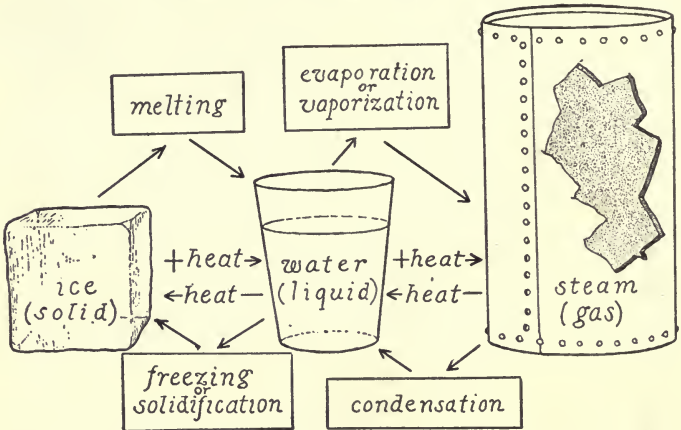 melting
evaporation
or
vaporization
ice
(solid)
+heat→
←heat—
water
(liquid)
+heat→
←heat—
steam
(gas)
freezing
or
solidification
condensation